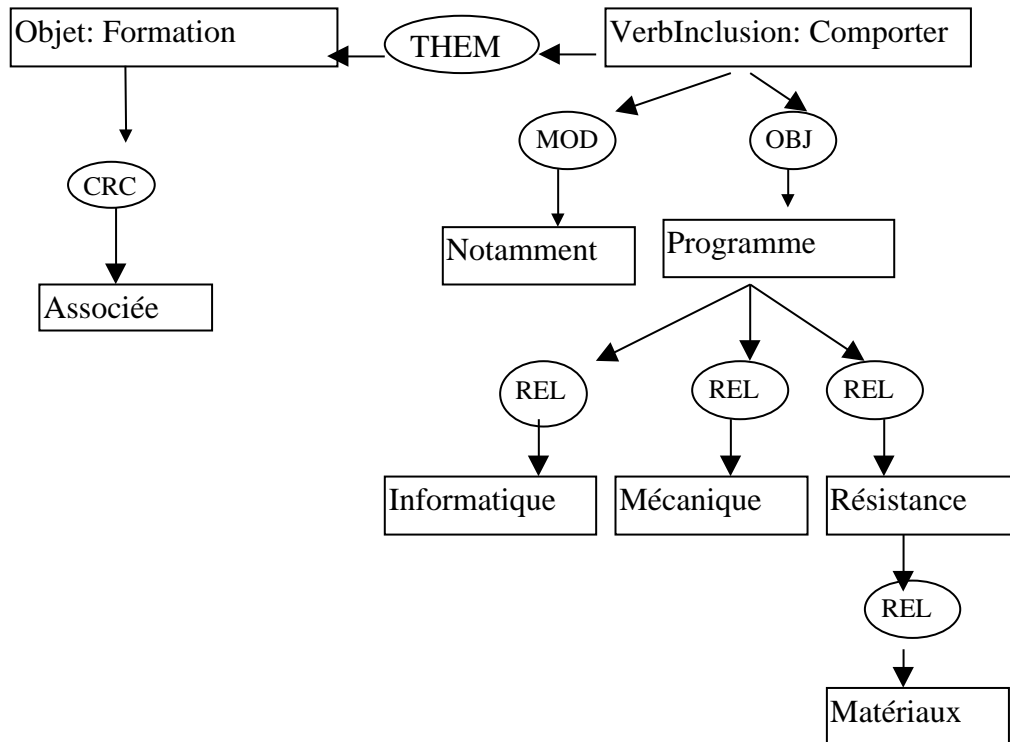 Objet: Formation
THEM
VerbInclusion: Comporter
MOD
OBJ
CRC
Notamment
Programme
Associée
REL
REL
REL
Informatique
Mécanique
Résistance
REL
Matériaux